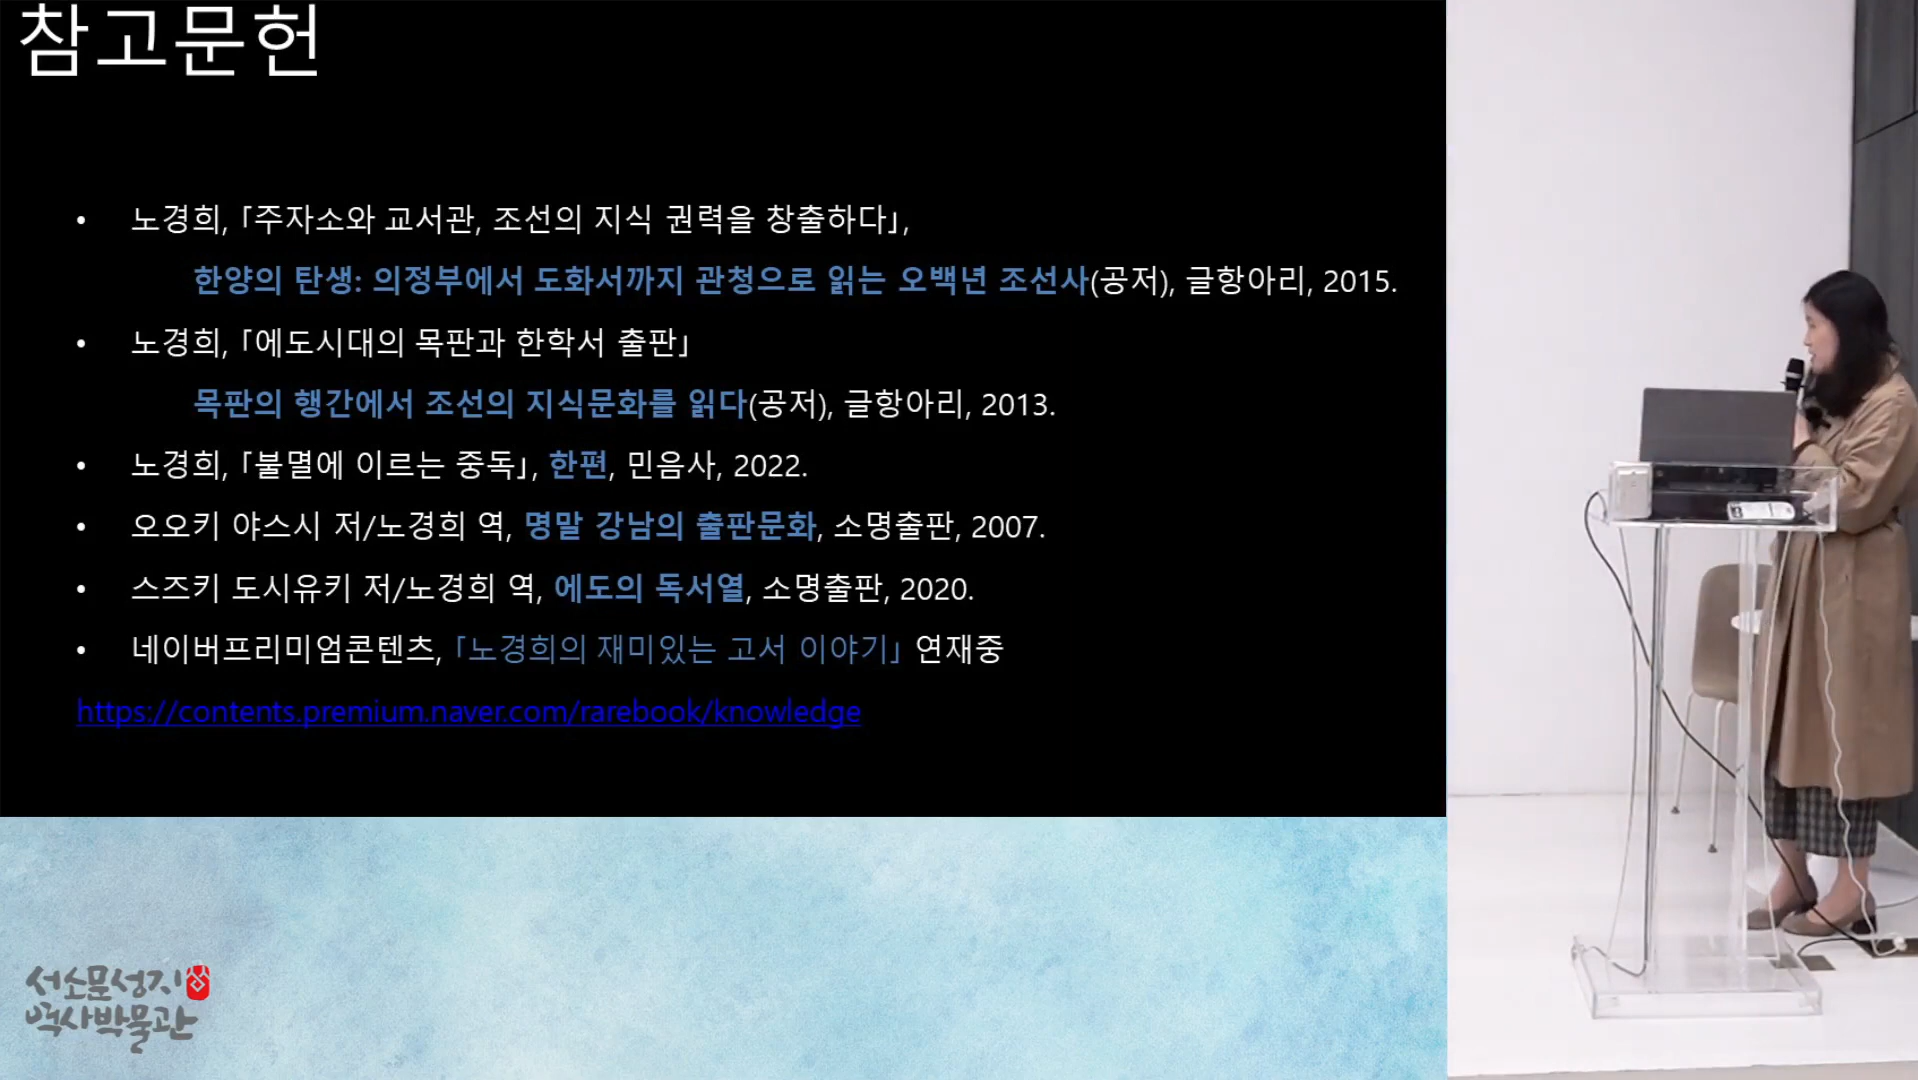 참고문헌
• 노경희, 「주자소와 교서관, 조선의 지식 권력을 창출하다」,
한양의 탄생: 의정부에서 도화서까지 관청으로 읽는 오백년 조선사(공저), 글항아리, 2015.
• 노경희, 「에도시대의 목판과 한학서 출판」
목판의 행간에서 조선의 지식문화를 읽다(공저), 글항아리, 2013.
• 노경희, 「불멸에 이르는 중독」, 한편, 민음사, 2022.
• 오오키 야스시 저/노경희 역, 명말 강남의 출판문화, 소명출판, 2007.
• 스즈키 도시유키 저/노경희 역, 에도의 독서열, 소명출판, 2020.
• 네이버프리미엄콘텐츠, 「노경희의 재미있는 고서 이야기」 연재중
https://contents.premium.naver.com/rarebook/knowledge
서소문성지
역사박물관